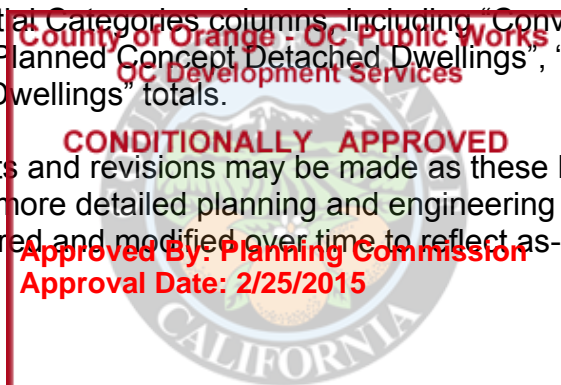 tial Categories columns, including “Conv
County of Orange - OC Public Works
Planned Concept Detached Dwellings”, “
OC Development Services
Dwellings” totals.
CONDITIONALLY APPROVED
ts and revisions may be made as these
more detailed planning and engineering
red and modified over time to reflect as-
Approved By: Planning Commission
Approval Date: 2/25/2015
CALIFORNIA